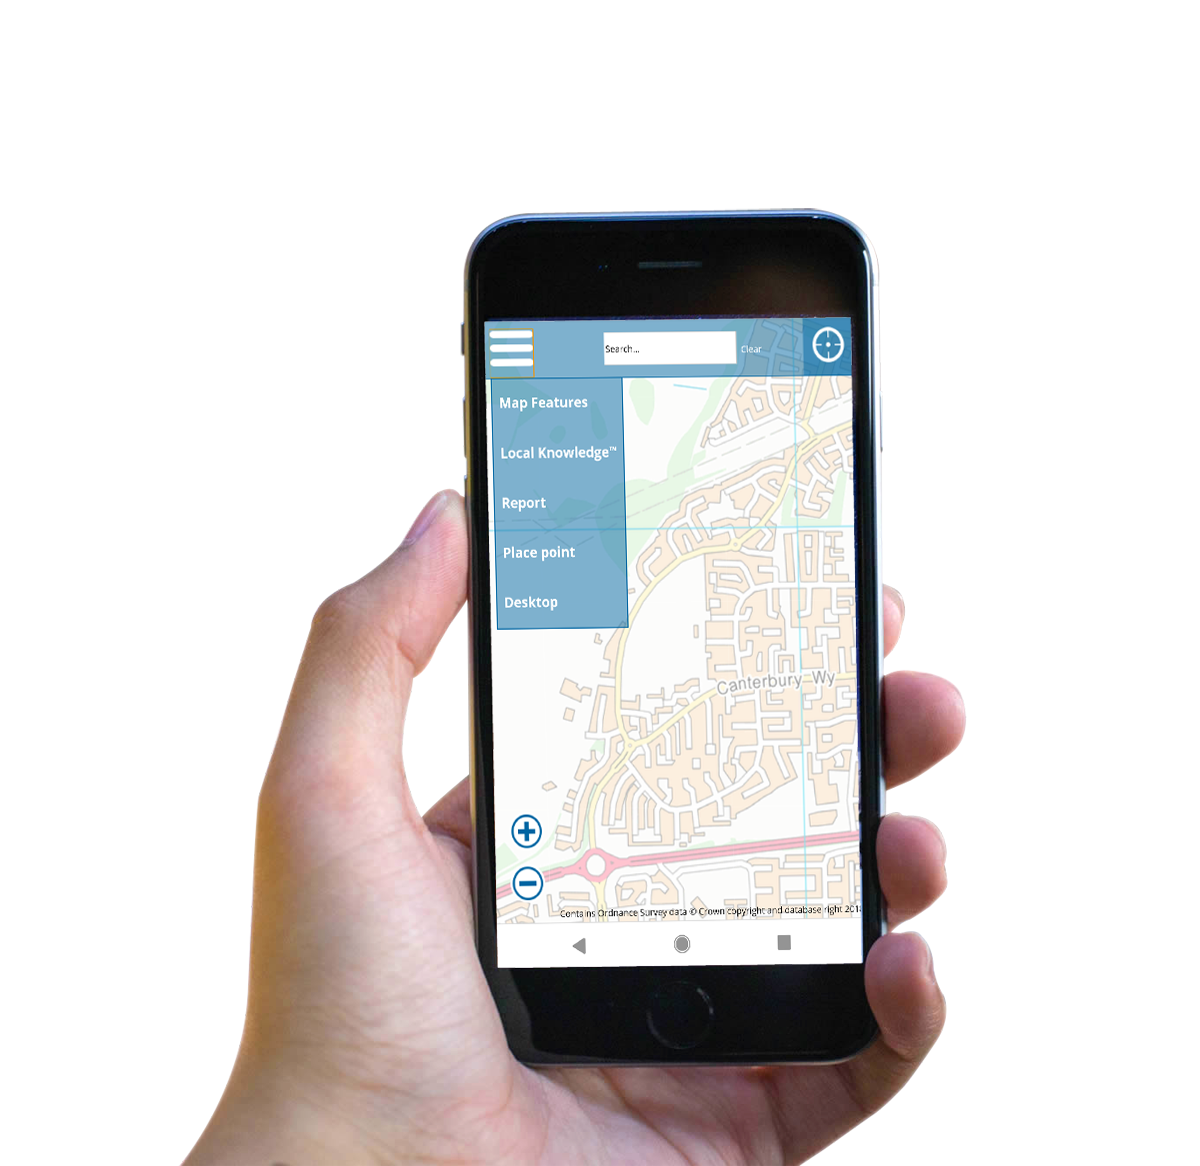 Search...
Clear
Map Features
Local Knowledge™
Report
Place point
Desktop
Canterbury Wy
Contains Ordnance Survey data © Crown copyright and database right 201